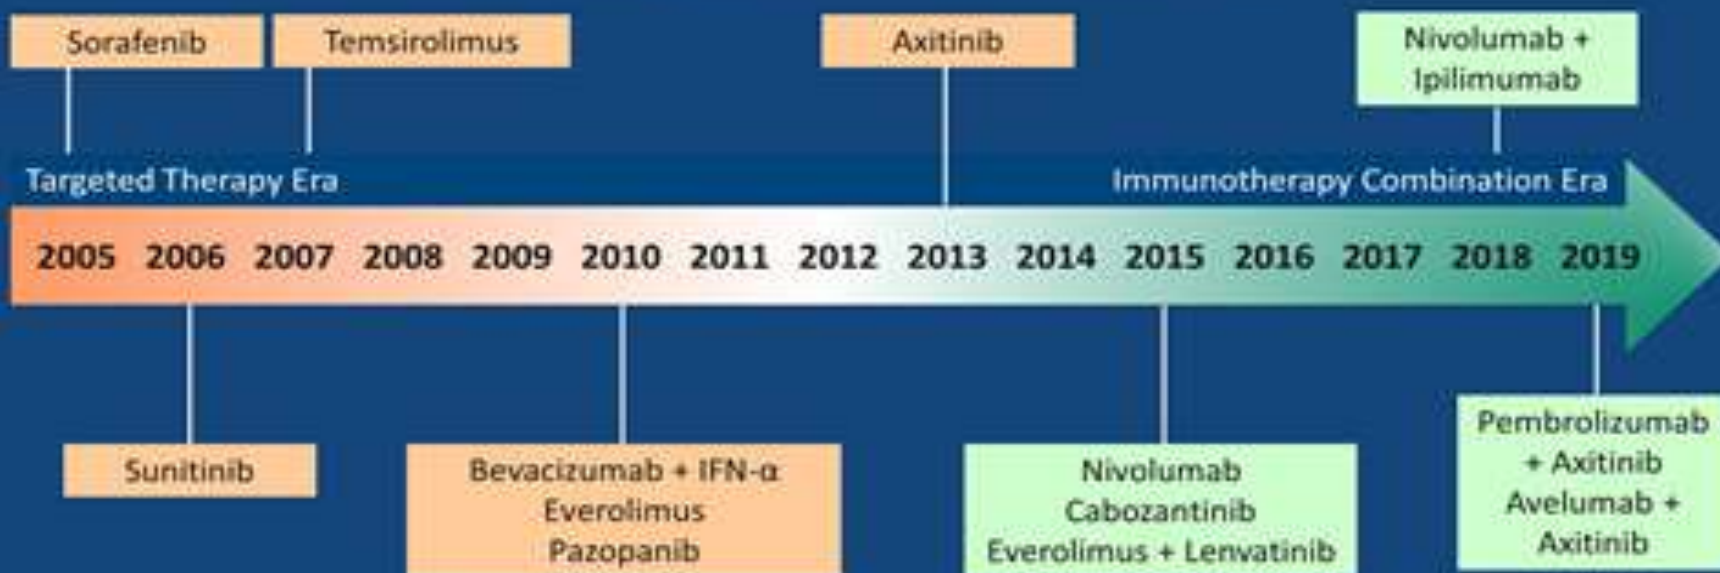 Sorafenib
Temsirolimus
Axitinib
Nivolumab +
Ipilimumab
Targeted Therapy Era
Immunotherapy Combination Era
2005 2006 2007 2008 2009 2010 2011 2012 2013 2014 2015 2016 2017 2018 2019
Sunitinib
Bevacizumab + IFN-α
Everolimus
Pazopanib
Nivolumab
Cabozantinib
Everolimus + Lenvatinib
Pembrolizumab
+ Axitinib
Avelumab +
Axitinib